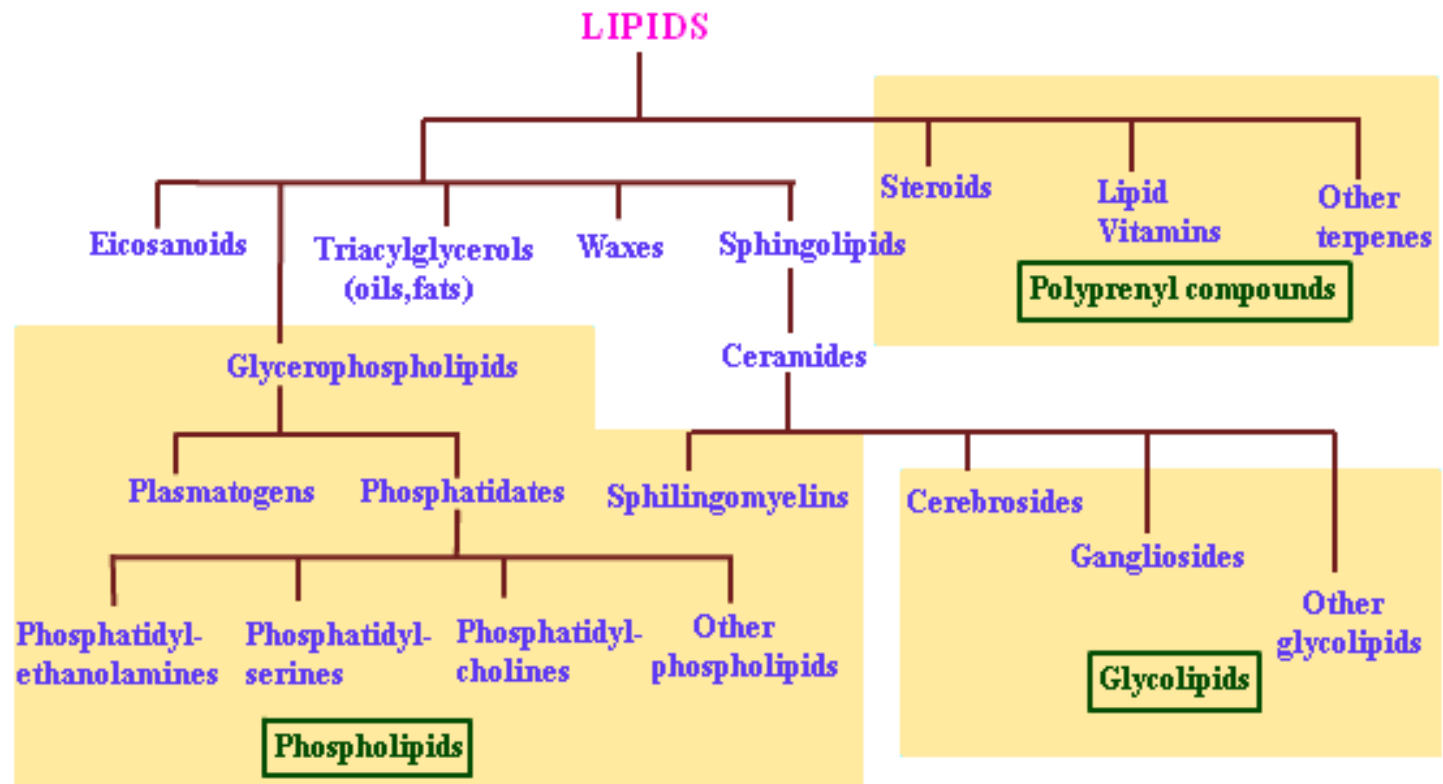 LIPIDS
Steroids
Lipid
Vitamins
Other
terpenes
Polyprenyl compounds
Eicosanoids
Triacylglycerols
(oils,fats)
Waxes
Sphingolipids
Glycerophospholipids
Ceramides
Plasmatogens
Phosphatidates
Sphilingomyelins
Cerebrosides
Gangliosides
Other
glycolipids
Glycolipids
Phosphatidyl-
ethanolamines
Phosphatidyl-
serines
Phosphatidyl-
cholines
Other
phospholipids
Phospholipids